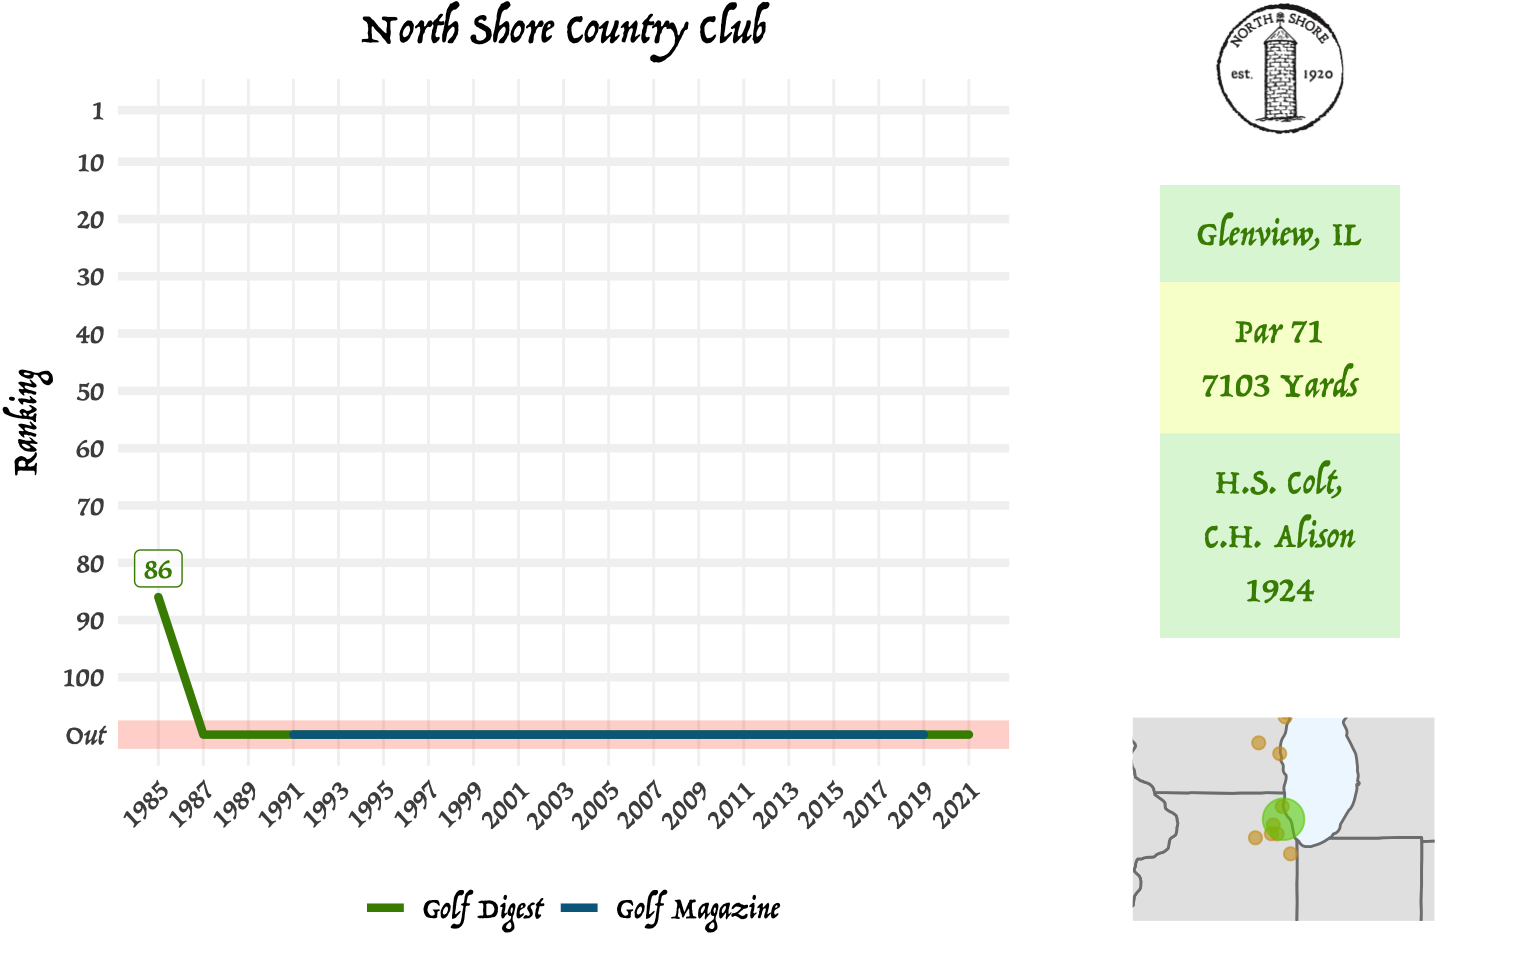 North Shore Country Club
NORTH SHORE
est. 1920
Ranking
1
10
20
30
40
50
60
70
80
90
100
Out
86
1985 1987 1989 1991 1993 1995 1997 1999 2001 2003 2005 2007 2009 2011 2013 2015 2017 2019 2021
Golf Digest Golf Magazine
Glenview, IL
Par 71
7103 Yards
H.S. Colt,
C.H. Alison
1924